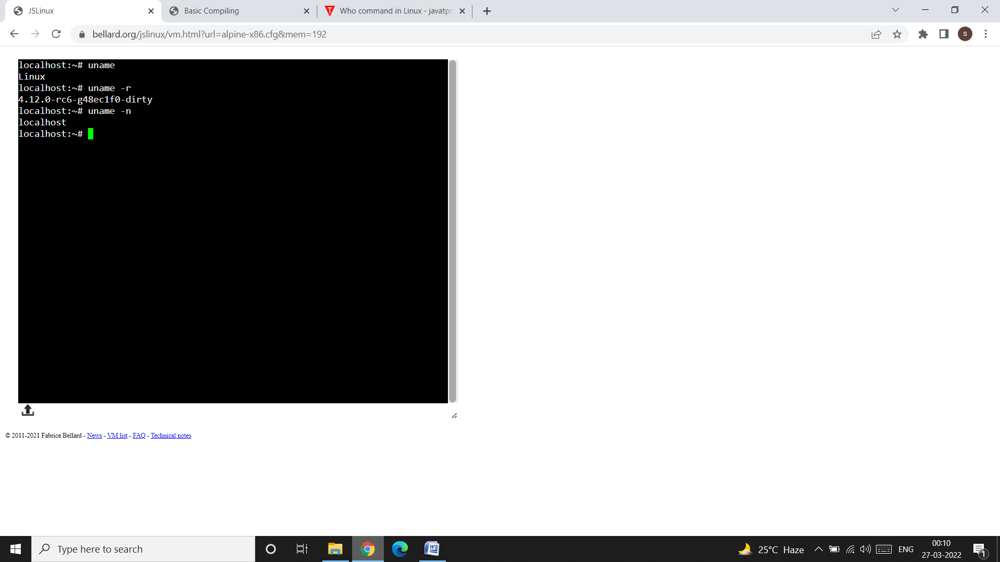 JSLinux
Basic Compiling
Who command in Linux - javatpo
bellard.org/jslinux/vm.html?url=alpine-x86.cfg&mem=192
s
localhost:~# uname
Linux
localhost:~# uname -r
4.12.0-rc6-g48ec1f0-dirty
localhost:~# uname -n
localhost
localhost:~#
© 2011-2021 Fabrice Bellard - News - VM list - FAQ - Technical notes
Type here to search
25°C Haze
ENG
00:10
27-03-2022
1